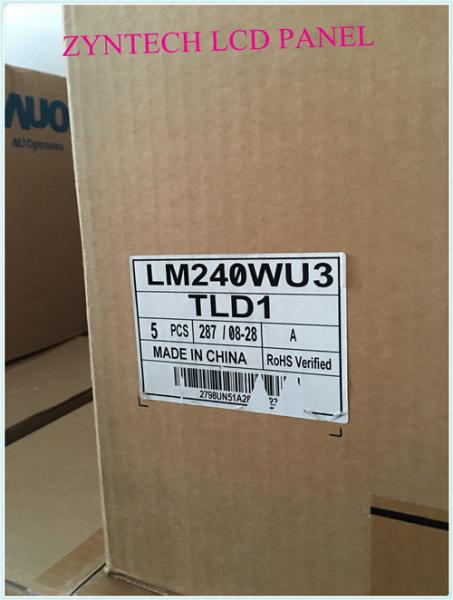 ZYNTECH LCD PANEL
AUO
AU Optronics
LM240WU3
TLD1
5 PCS 287 / 08-28 A
MADE IN CHINA RoHS Verified